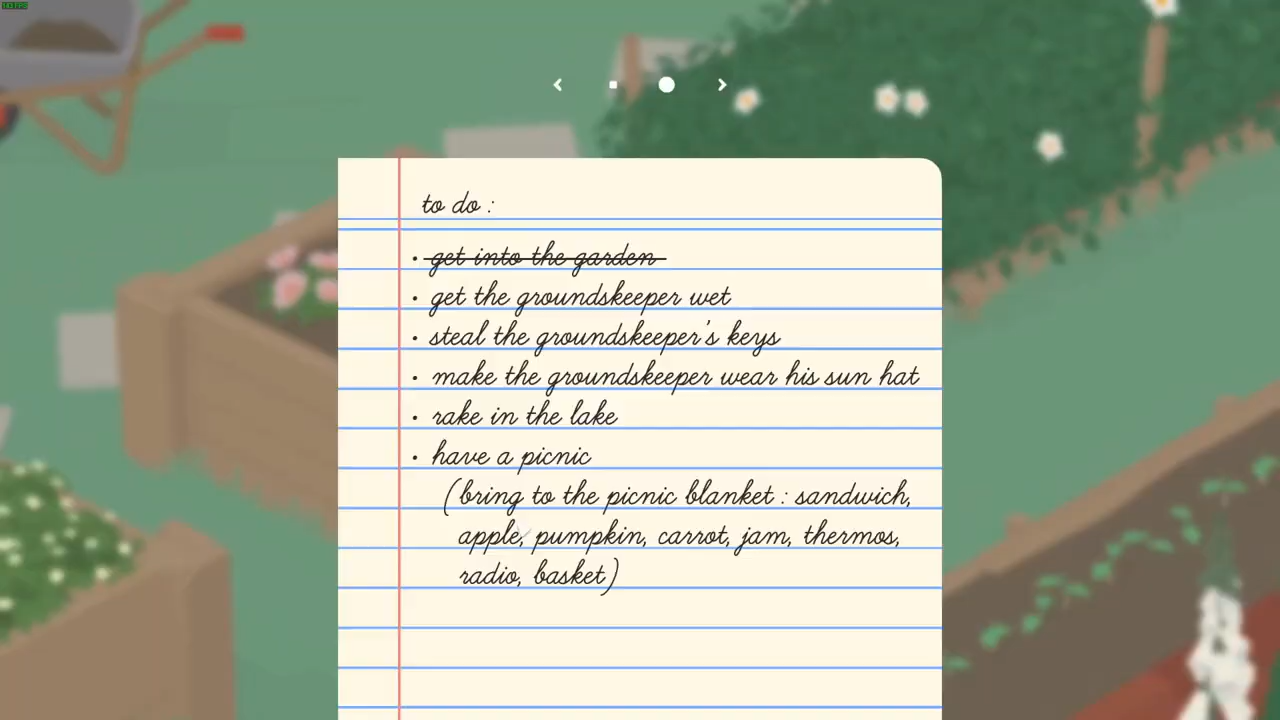 to do :
• get into the garden
• get the groundskeeper wet
• steal the groundskeeper's keys
• make the groundskeeper wear his sun hat
• rake in the lake
• have a picnic
(bring to the picnic blanket : sandwich,
apple, pumpkin, carrot, jam, thermos,
radio, basket)